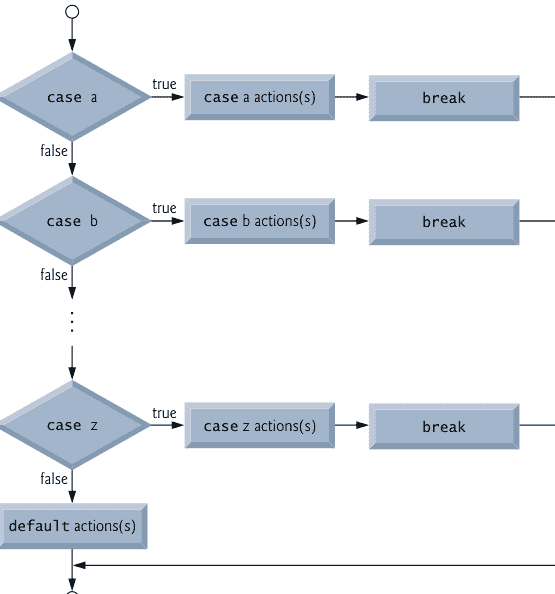 true
case a
case a actions(s)
break
false
true
case b
case b actions(s)
break
false
true
case z
case z actions(s)
break
false
default actions(s)